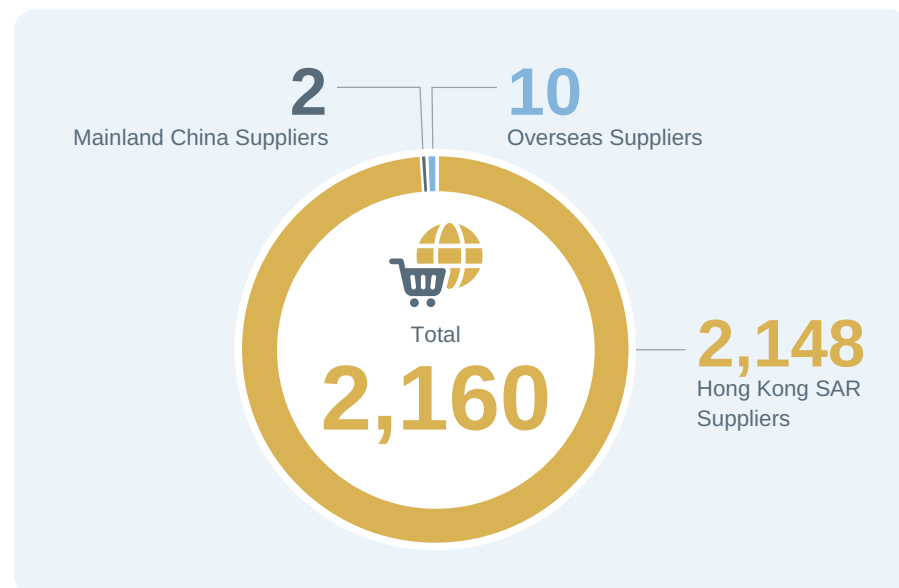 2
Mainland China Suppliers
10
Overseas Suppliers
Total
2,160
2,148
Hong Kong SAR
Suppliers